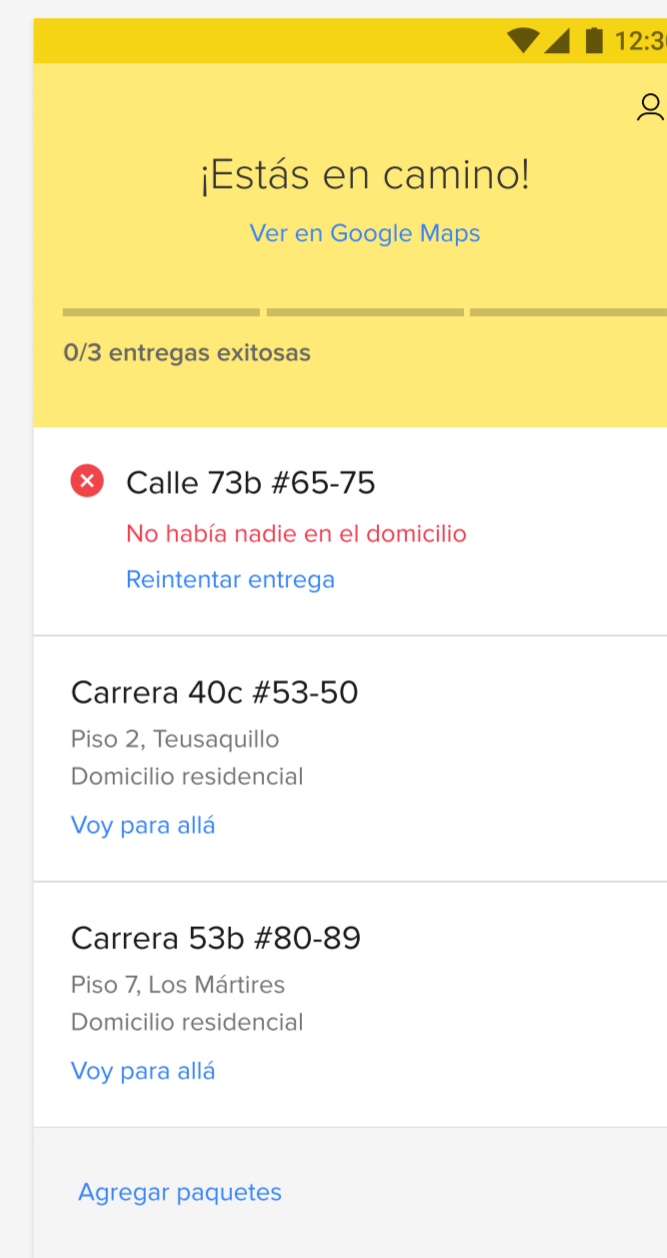 12:30
¡Estás en camino!
Ver en Google Maps
0/3 entregas exitosas
Calle 73b #65-75
No había nadie en el domicilio
Reintentar entrega
Carrera 40c #53-50
Piso 2, Teusaquillo
Domicilio residencial
Voy para allá
Carrera 53b #80-89
Piso 7, Los Mártires
Domicilio residencial
Voy para allá
Agregar paquetes